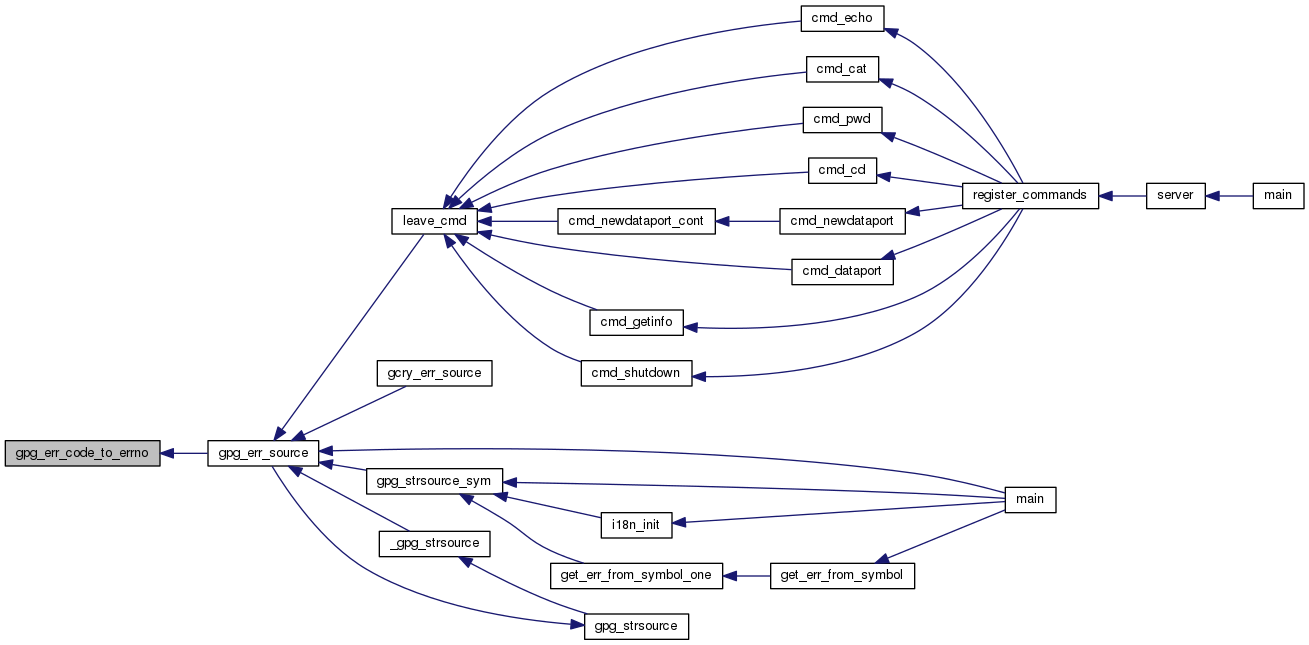 cmd_echo
cmd_cat
cmd_pwd
cmd_cd
register_commands
server
main
leave_cmd
cmd_newdataport_cont
cmd_newdataport
cmd_dataport
cmd_getinfo
cmd_shutdown
gcry_err_source
gpg_err_code_to_errno
gpg_err_source
gpg_strsource_sym
main
i18n_init
_gpg_strsource
get_err_from_symbol_one
get_err_from_symbol
gpg_strsource